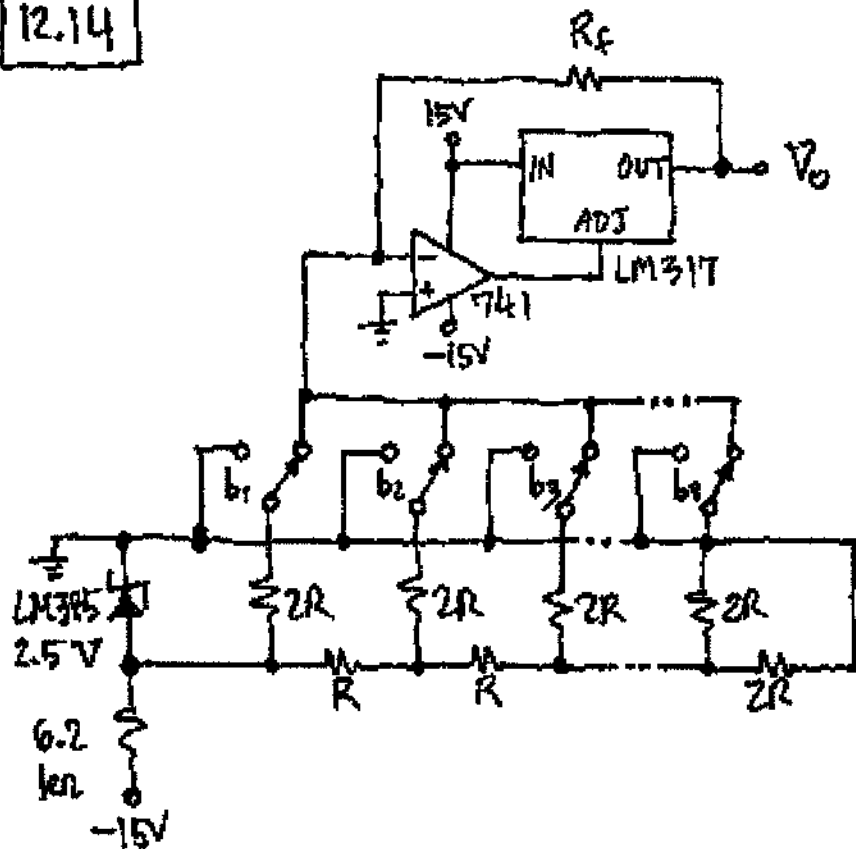 12.14
Rf
15V
IN OUT
Vo
ADJ
LM317
-
+
741
-15V
b1 b2 b3 b8
LM385
2R 2R 2R 2R
2.5V
R R 2R
6.2
-15V